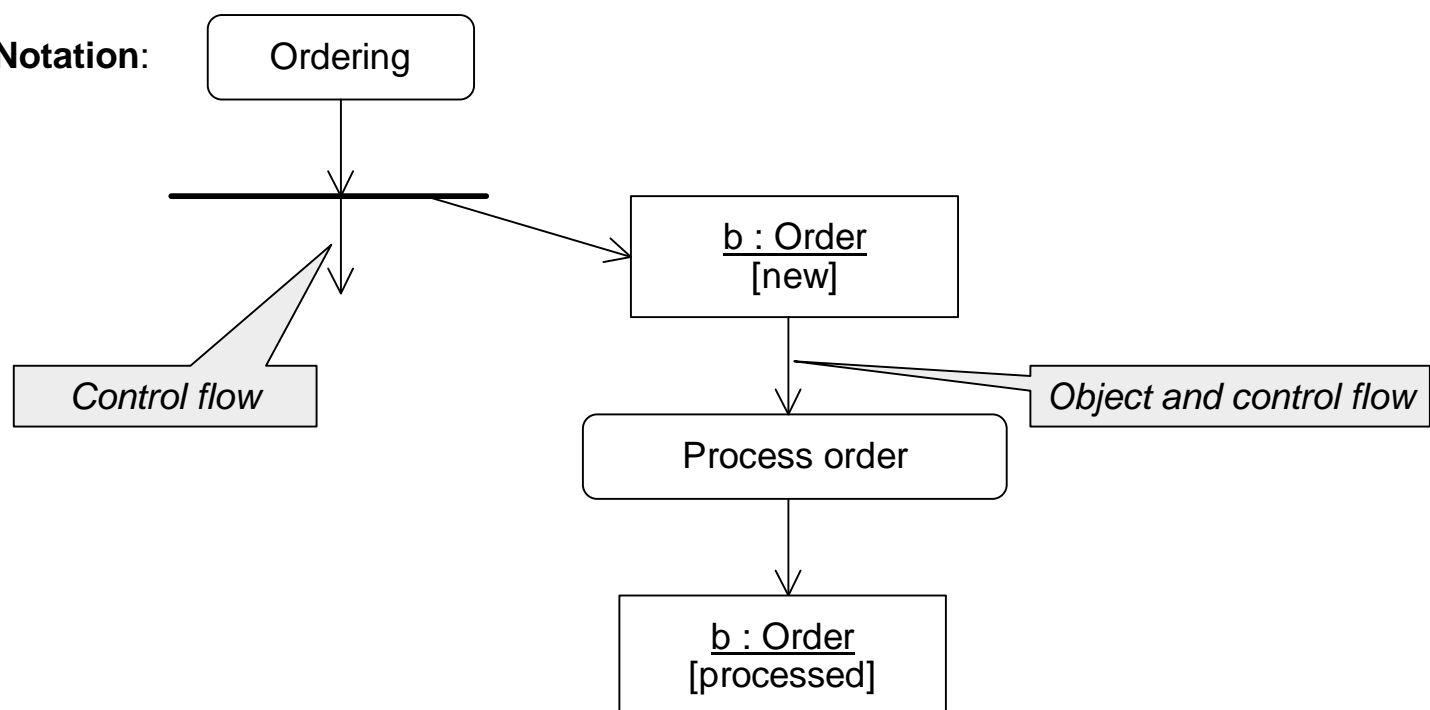 Notation:
Ordering
b : Order
[new]
Control flow
Object and control flow
Process order
b : Order
[processed]